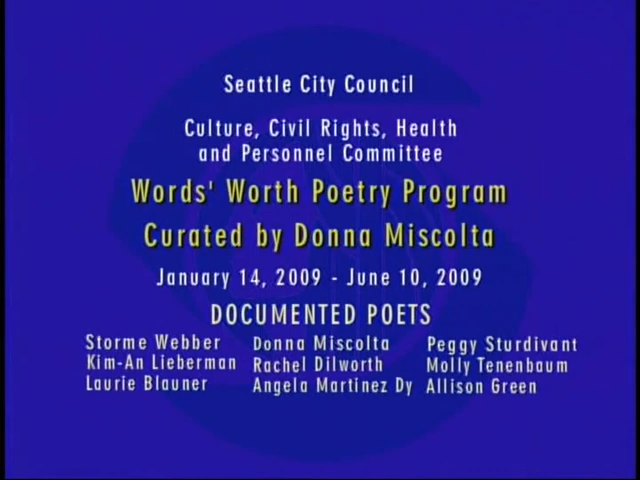 Seattle City Council
Culture, Civil Rights, Health
and Personnel Committee
Words' Worth Poetry Program
Curated by Donna Miscolta
January 14, 2009 - June 10, 2009
DOCUMENTED POETS
Storme Webber Donna Miscolta Peggy Sturdivant
Kim-An Lieberman Rachel Dilworth Molly Tenenbaum
Laurie Blauner Angela Martinez Dy Allison Green